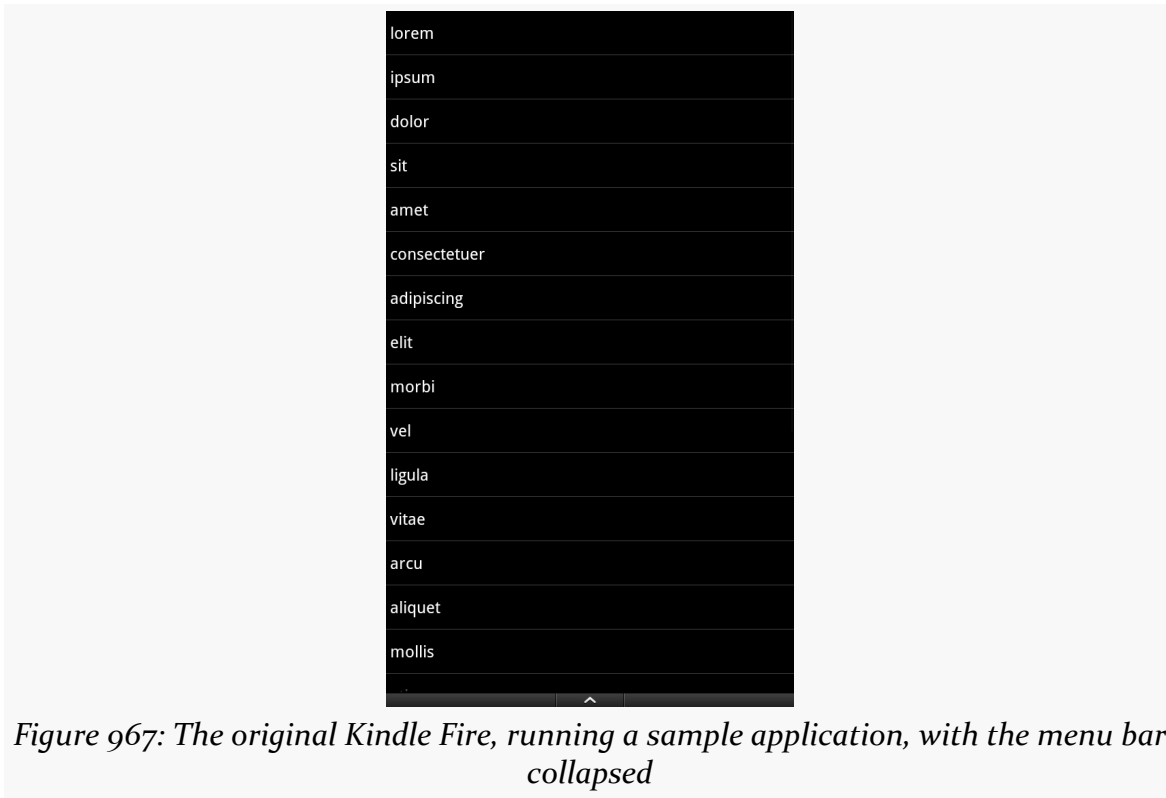 lorem
ipsum
dolor
sit
amet
consectetuer
adipiscing
elit
morbi
vel
ligula
vitae
arcu
aliquet
mollis
Figure 967: The original Kindle Fire, running a sample application, with the menu bar
collapsed